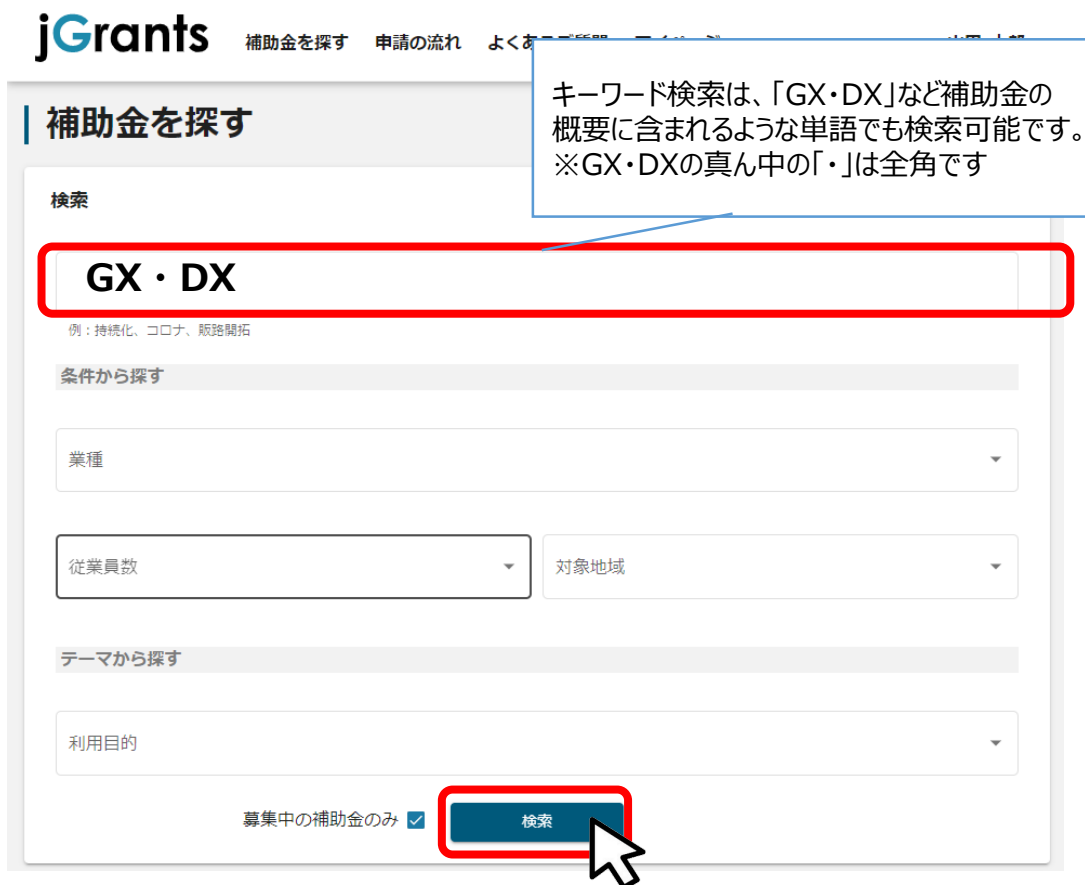 jGrants
補助金を探す 申請の流れ よくあ
キーワード検索は、「GX・DX」など補助金の
概要に含まれるような単語でも検索可能です。
※GX・DXの真ん中の「・」は全角です
補助金を探す
検索
GX・DX
例：持続化、コロナ、販路開拓
条件から探す
業種
従業員数
対象地域
テーマから探す
利用目的
募集中の補助金のみ
検索